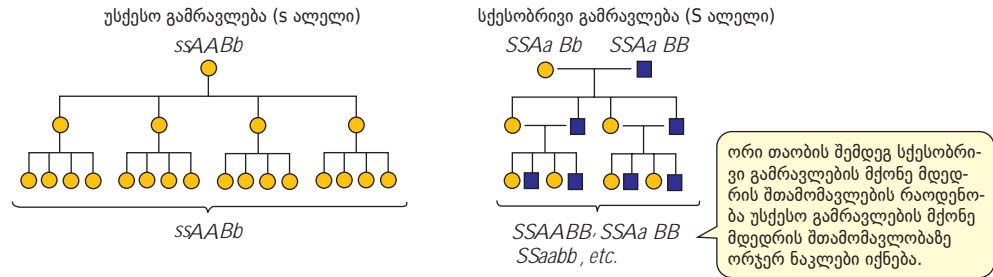 უსქესო გამრავლება (s ალელი)
ssAABb
ssAABb
სქესობრივი გამრავლება (S ალელი)
SSAa Bb SSAa BB
SSAABB, SSAa BB
SSaabb, etc.
ორი თაობის შემდეგ სქესობრი-
ვი გამრავლების მქონე მდედ-
რის შთამომავლების რაოდენო-
ბა უსქესო გამრავლების მქონე
მდედრის შთამომავლობაზე
ორჯერ ნაკლები იქნება.